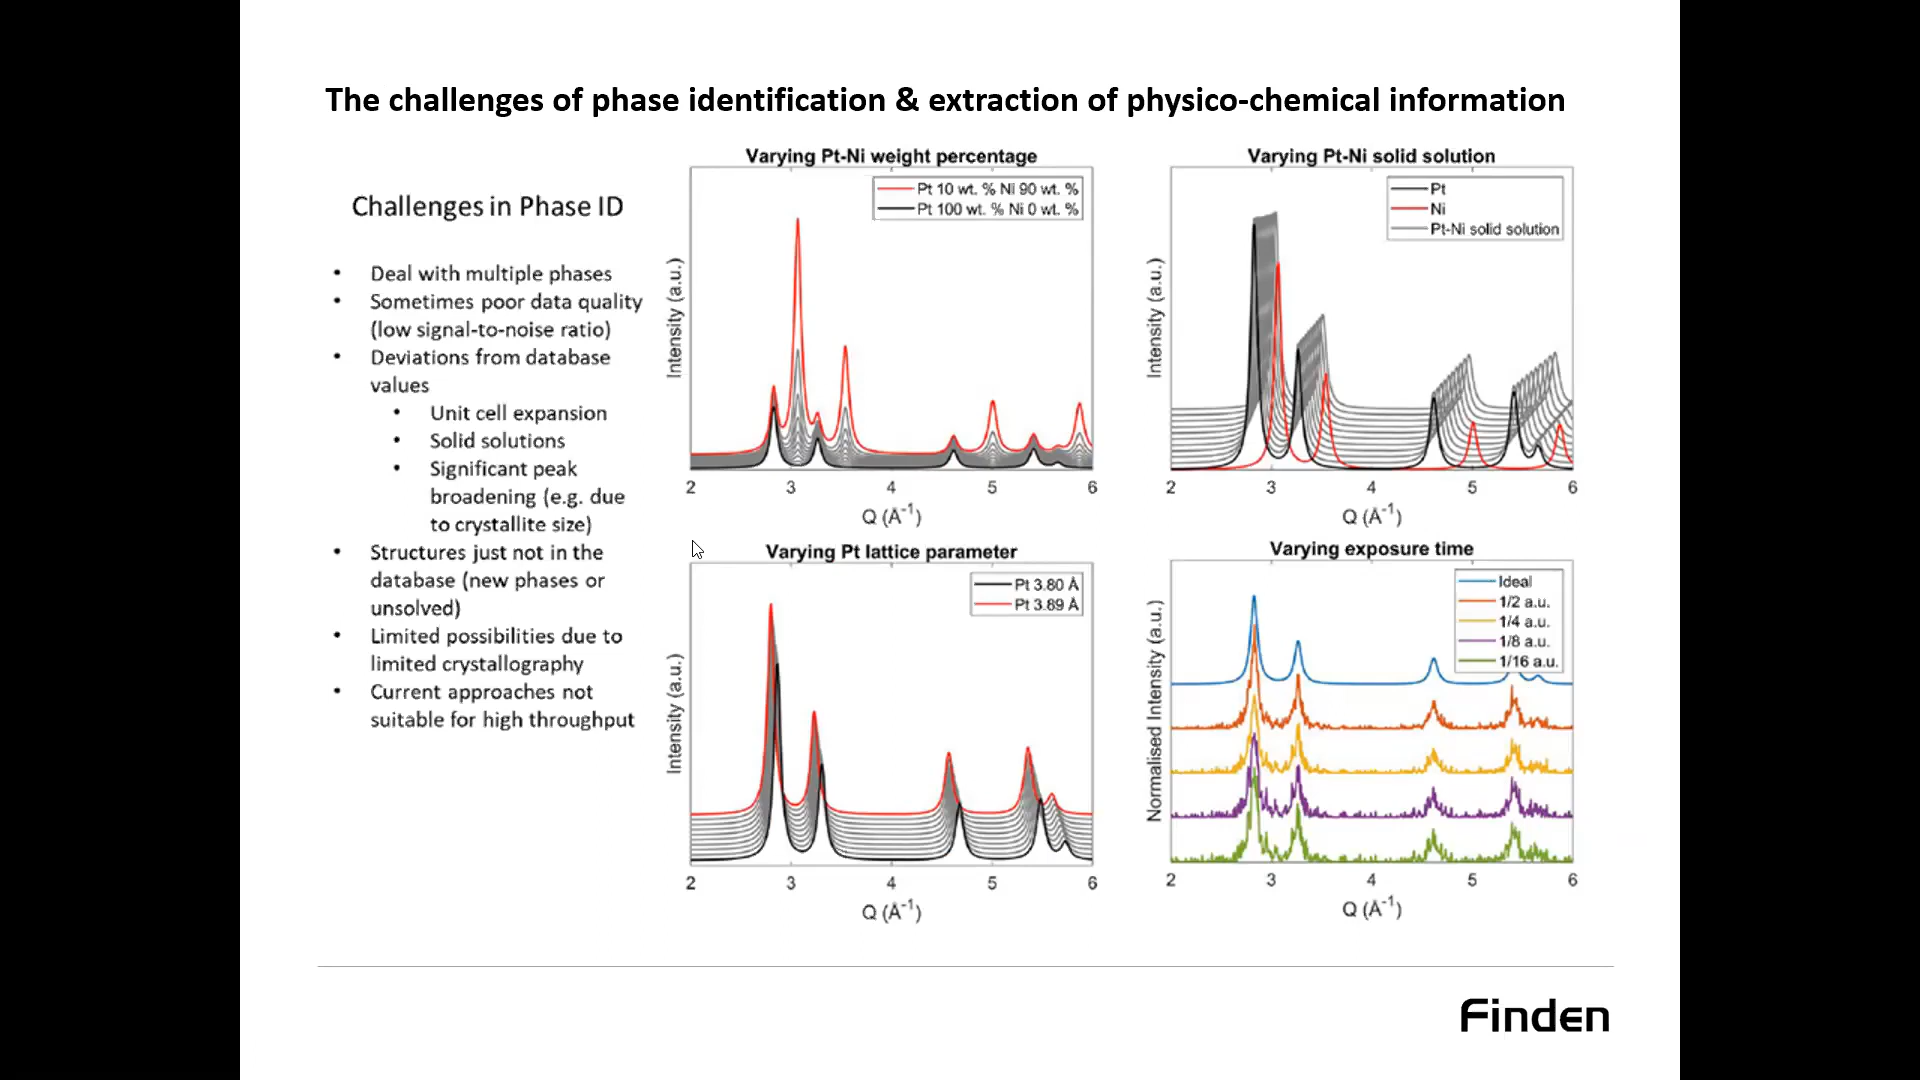 The challenges of phase identification & extraction of physico-chemical information
Challenges in Phase ID
• Deal with multiple phases
• Sometimes poor data quality
(low signal-to-noise ratio)
• Deviations from database
values
• Unit cell expansion
• Solid solutions
• Significant peak
broadening (e.g. due
to crystallite size)
• Structures just not in the
database (new phases or
unsolved)
• Limited possibilities due to
limited crystallography
• Current approaches not
suitable for high throughput
Varying Pt-Ni weight percentage
Pt 10 wt. % Ni 90 wt. %
Pt 100 wt. % Ni 0 wt. %
Intensity (a.u.)
2 3 4 5 6
Q (Å-1)
Varying Pt-Ni solid solution
Pt
Ni
Pt-Ni solid solution
Intensity (a.u.)
2 3 4 5 6
Q (Å-1)
Varying Pt lattice parameter
Pt 3.80 Å
Pt 3.89 Å
Intensity (a.u.)
2 3 4 5 6
Q (Å-1)
Varying exposure time
Ideal
1/2 a.u.
1/4 a.u.
1/8 a.u.
1/16 a.u.
Normalised Intensity (a.u.)
2 3 4 5 6
Q (Å-1)
Finden